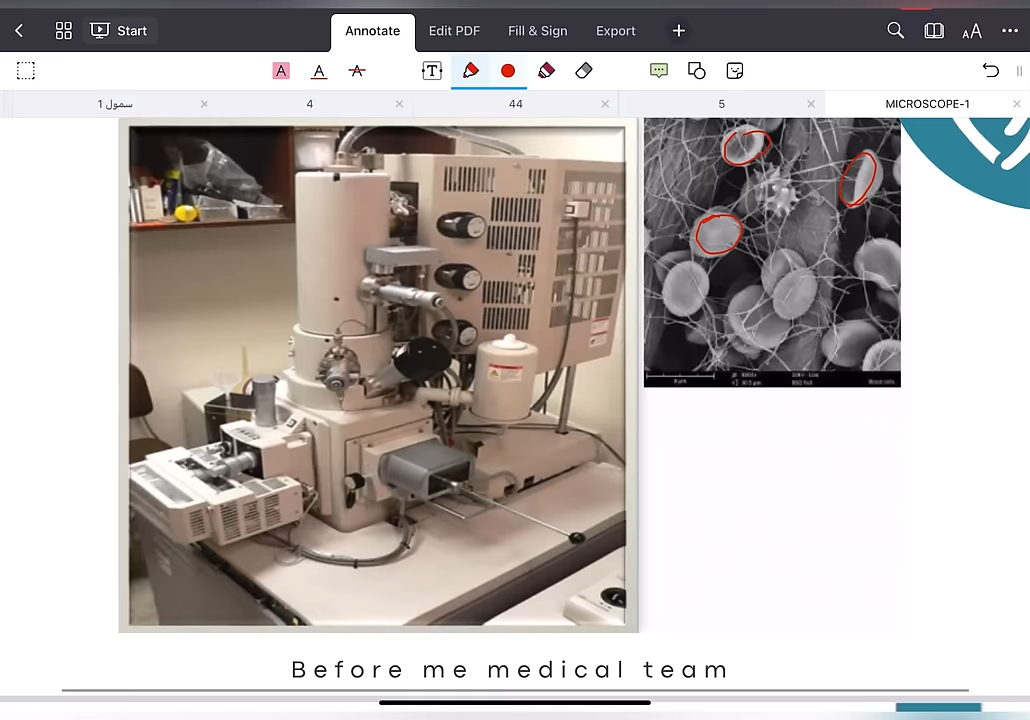 Start
Annotate
Edit PDF
Fill & Sign
Export
سمول 1
4
44
5
MICROSCOPE-1
Before me medical team